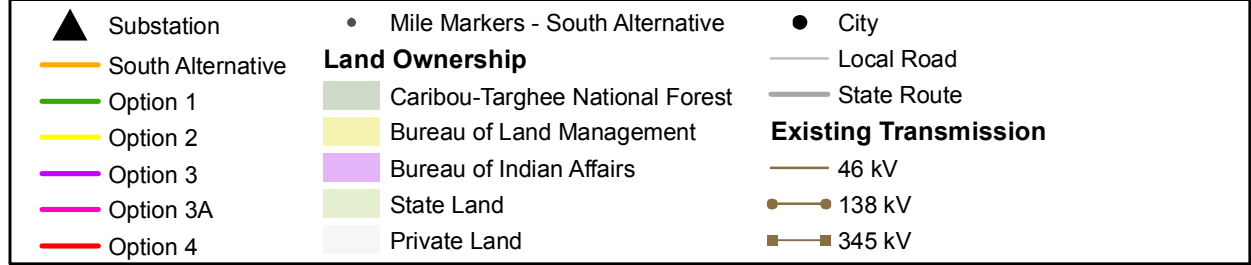 Substation
South Alternative
Option 1
Option 2
Option 3
Option 3A
Option 4
Mile Markers - South Alternative
Land Ownership
Caribou-Targhee National Forest
Bureau of Land Management
Bureau of Indian Affairs
State Land
Private Land
City
Local Road
State Route
Existing Transmission
46 kV
138 kV
345 kV